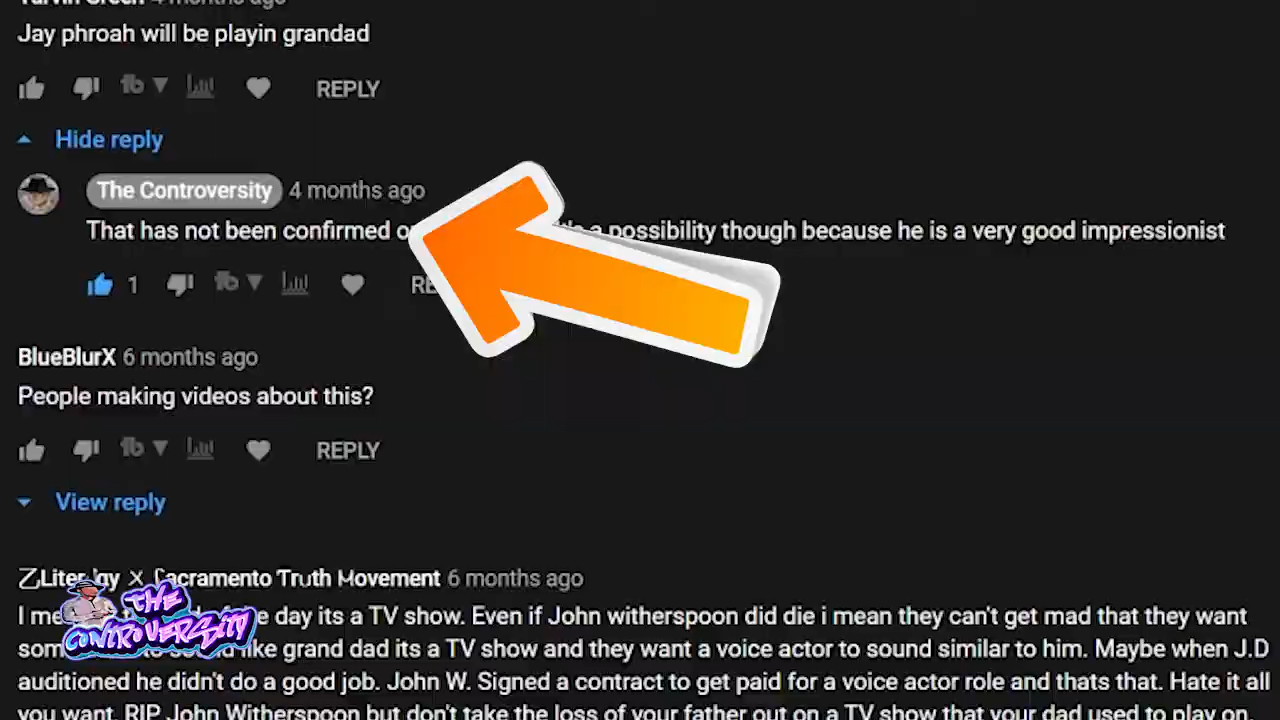 4 months ago
Jay phroah will be playin grandad
REPLY
Hide reply
The Controversity 4 months ago
That has not been confirmed a possibility though because he is a very good impressionist
1
BlueBlurX 6 months ago
People making videos about this?
REPLY
View reply
Sacramento Truth Movement 6 months ago
I day its a TV show. Even if John witherspoon did die i mean they can't get mad that they want
like grand dad its a TV show and they want a voice actor to sound similar to him. Maybe when J.D
THE
CONTROVERSITY
auditioned he didn't do a good job. John W. Signed a contract to get paid for a voice actor role and thats that. Hate it all
you want. RIP John Witherspoon but don't take the loss of your father out on a TV show that your dad used to play on.